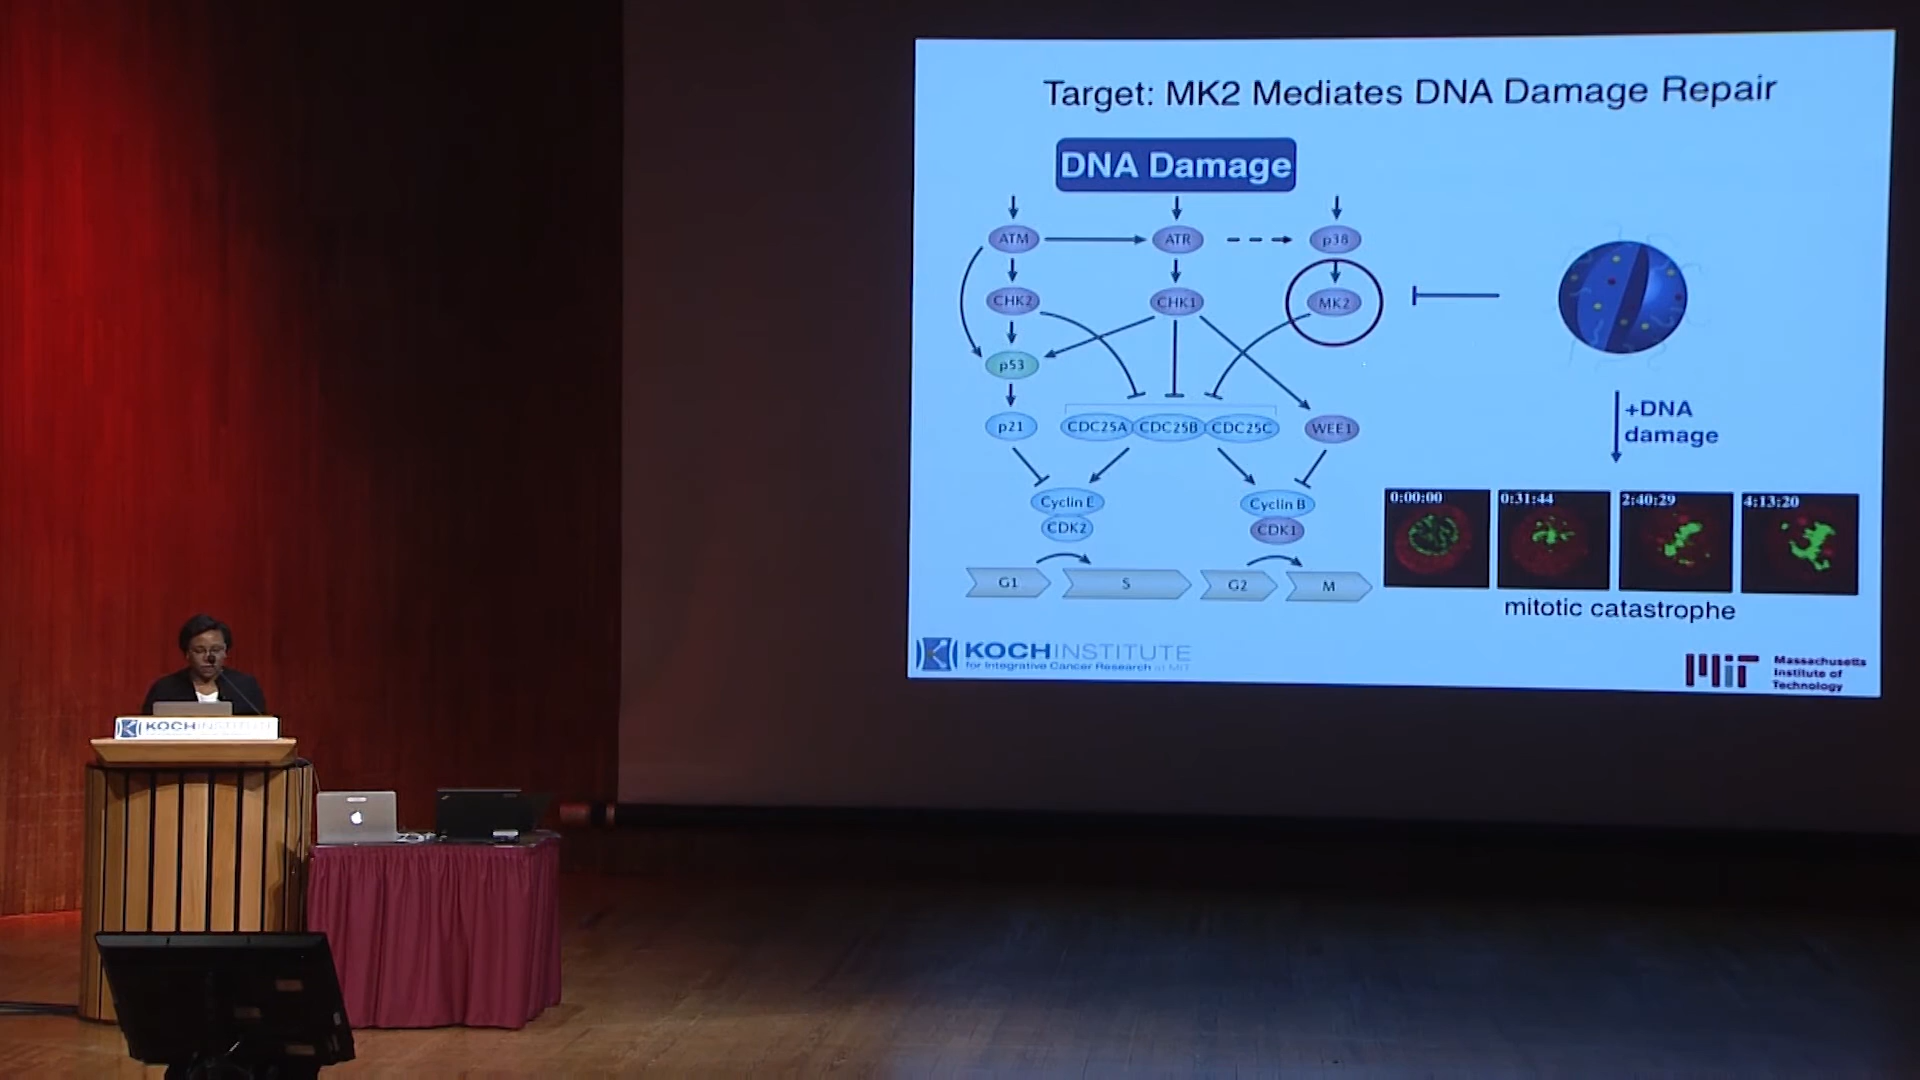 Target: MK2 Mediates DNA Damage Repair
DNA Damage
ATM
ATR
p38
CHK2
CHK1
MK2
p53
p21
CDC25A
CDC25B
CDC25C
WEE1
Cyclin E
CDK2
Cyclin B
CDK1
G1
S
G2
M
+DNA
damage
0:00:00
0:31:44
2:40:29
4:13:20
mitotic catastrophe
KOCH INSTITUTE
for Integrative Cancer Research at MIT
MIT
Massachusetts
Institute of
Technology
KOCH INSTITUTE